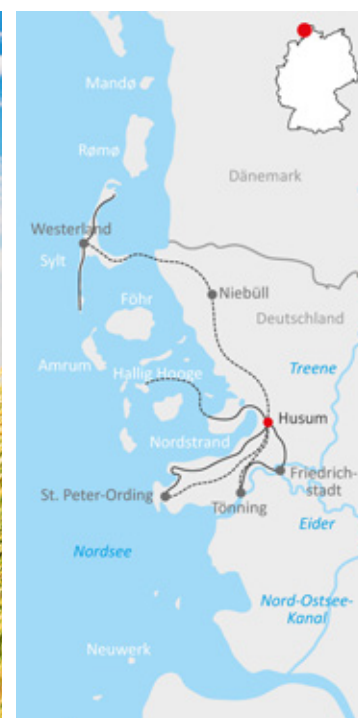 Mandø
Rømø
Dänemark
Westerland
Sylt
Niebüll
Föhr
Deutschland
Amrum
Hallig Hooge
Treene
Husum
Nordstrand
Friedrich-
stadt
St. Peter-Ording
Tönning
Eider
Nordsee
Nord-Ostsee-
Kanal
Neuwerk